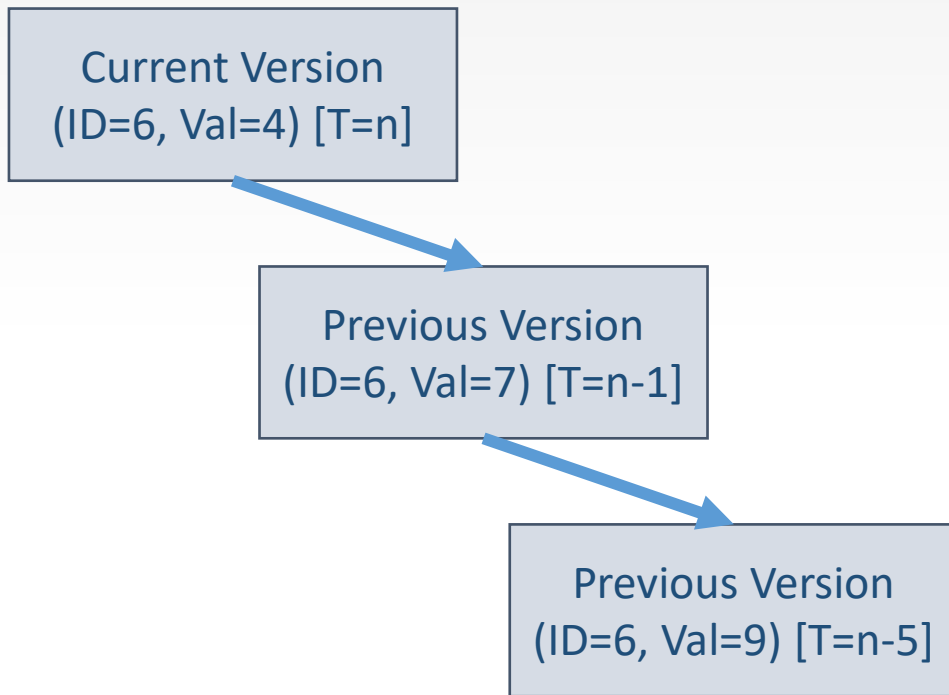 Current Version
(ID=6, Val=4) [T=n]
Previous Version
(ID=6, Val=7) [T=n-1]
Previous Version
(ID=6, Val=9) [T=n-5]